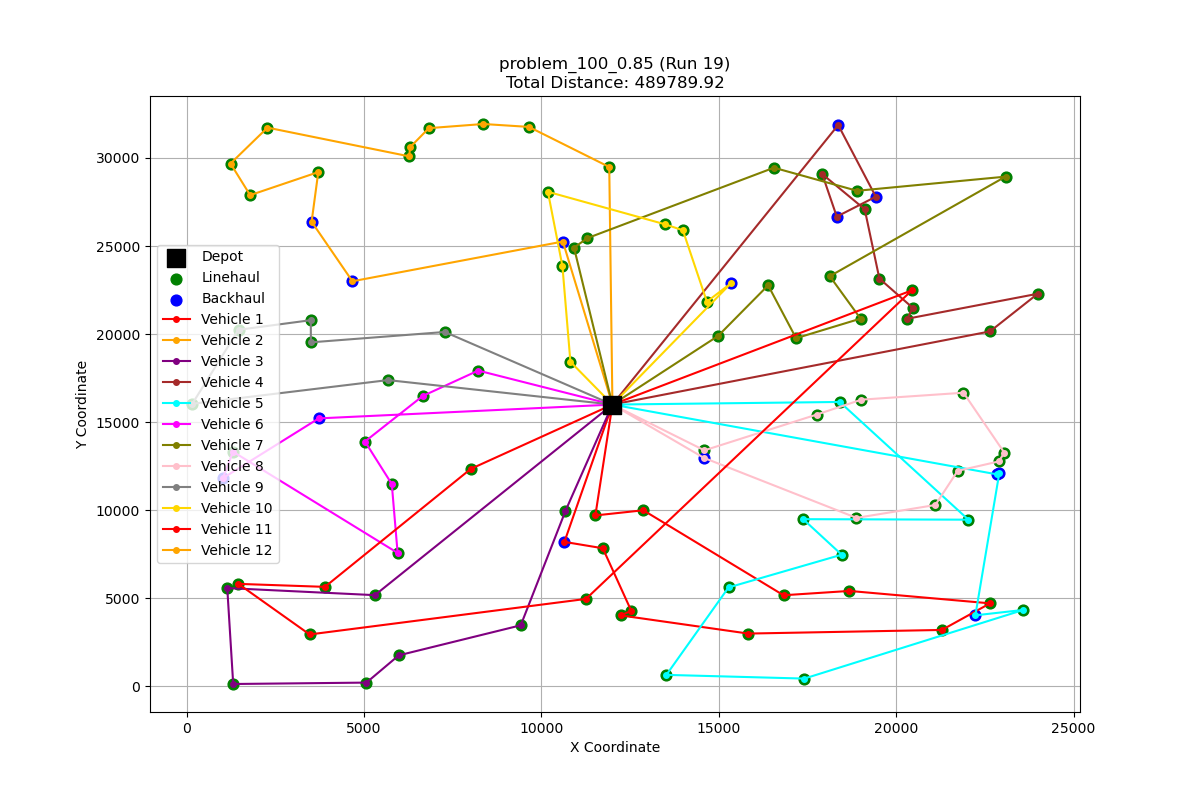 problem_100_0.85 (Run 19)
Total Distance: 489789.92
Y Coordinate
30000
25000
20000
15000
10000
5000
0
Depot
Linehaul
Backhaul
Vehicle 1
Vehicle 2
Vehicle 3
Vehicle 4
Vehicle 5
Vehicle 6
Vehicle 7
Vehicle 8
Vehicle 9
Vehicle 10
Vehicle 11
Vehicle 12
0 5000 10000 15000 20000 25000
X Coordinate